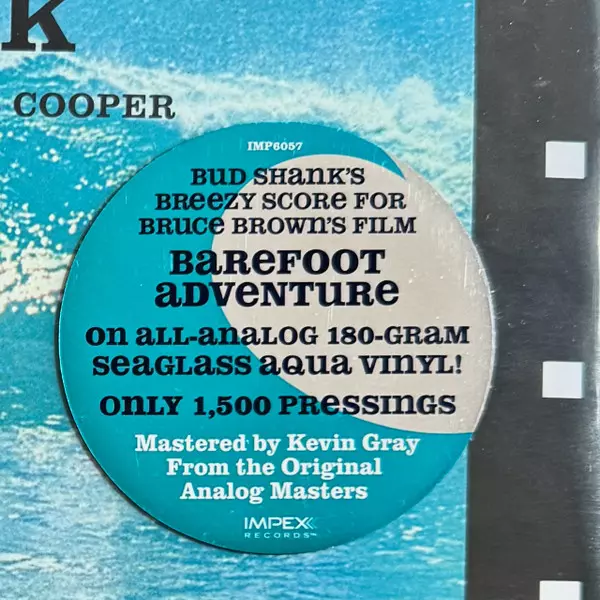 k
COOPER
IMP6057
BUD SHANK'S
BREEZY SCORE FOR
BRUCE BROWN'S FILM
BAREFOOT
ADVENTURE
ON ALL-ANALOG 180-GRAM
SEAGLASS AQUA VINYL!
ONLY 1,500 PRESSINGS
Mastered by Kevin Gray
From the Original
Analog Masters
IMPEX
RECORDS™